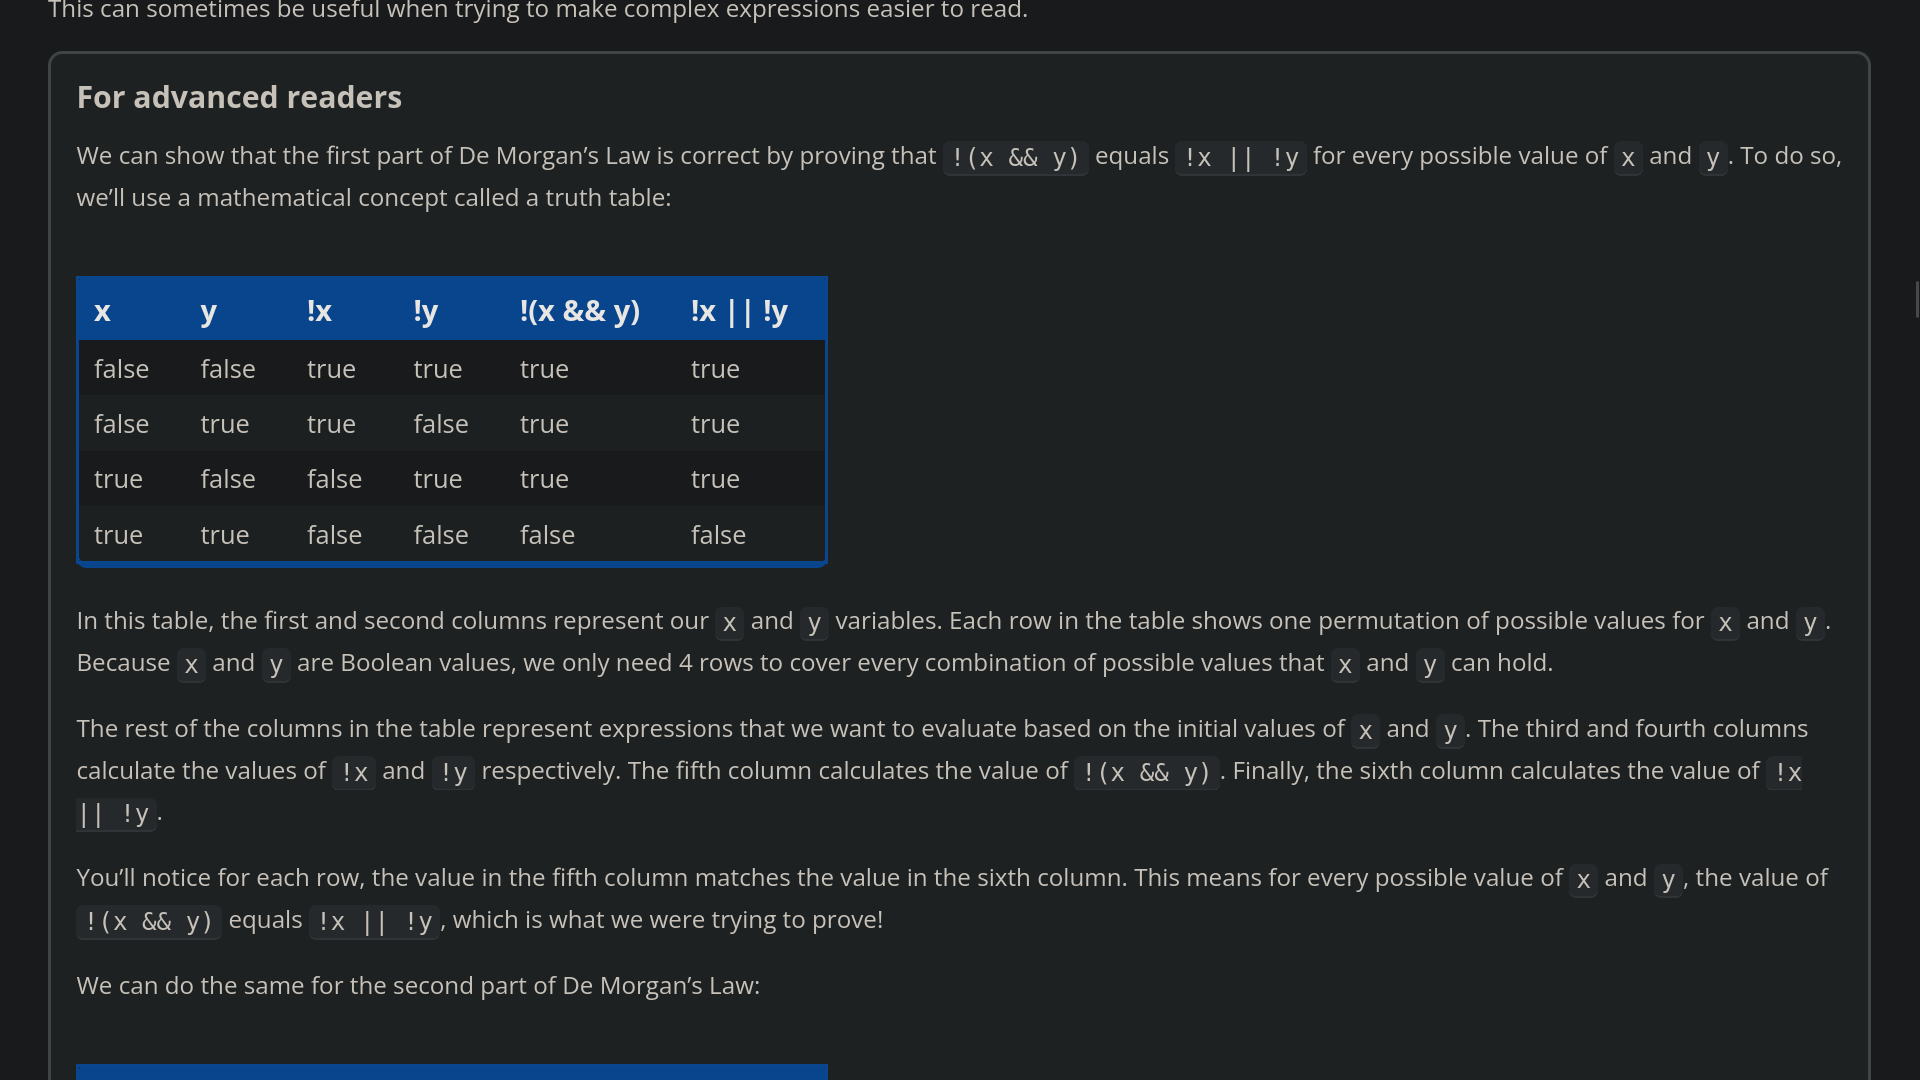 This can sometimes be useful when trying to make complex expressions easier to read.
For advanced readers
We can show that the first part of De Morgan’s Law is correct by proving that !(x && y) equals !x || !y for every possible value of x and y. To do so,
we’ll use a mathematical concept called a truth table:
x y !x !y !(x && y) !x || !y
false false true true true true
false true true false true true
true false false true true true
true true false false false false
In this table, the first and second columns represent our x and y variables. Each row in the table shows one permutation of possible values for x and y.
Because x and y are Boolean values, we only need 4 rows to cover every combination of possible values that x and y can hold.
The rest of the columns in the table represent expressions that we want to evaluate based on the initial values of x and y. The third and fourth columns
calculate the values of !x and !y respectively. The fifth column calculates the value of !(x && y). Finally, the sixth column calculates the value of !x
|| !y.
You’ll notice for each row, the value in the fifth column matches the value in the sixth column. This means for every possible value of x and y, the value of
!(x && y) equals !x || !y, which is what we were trying to prove!
We can do the same for the second part of De Morgan’s Law: